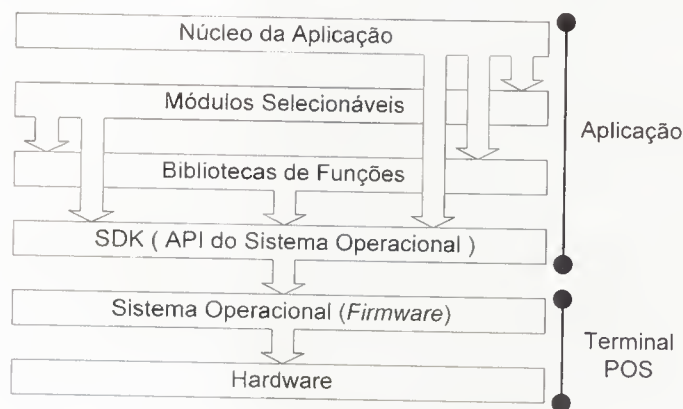 Núcleo da Aplicação
Módulos Selecionáveis
Aplicação
Bibliotecas de Funções
SDK ( API do Sistema Operacional )
Sistema Operacional (Firmware)
Terminal
POS
Hardware